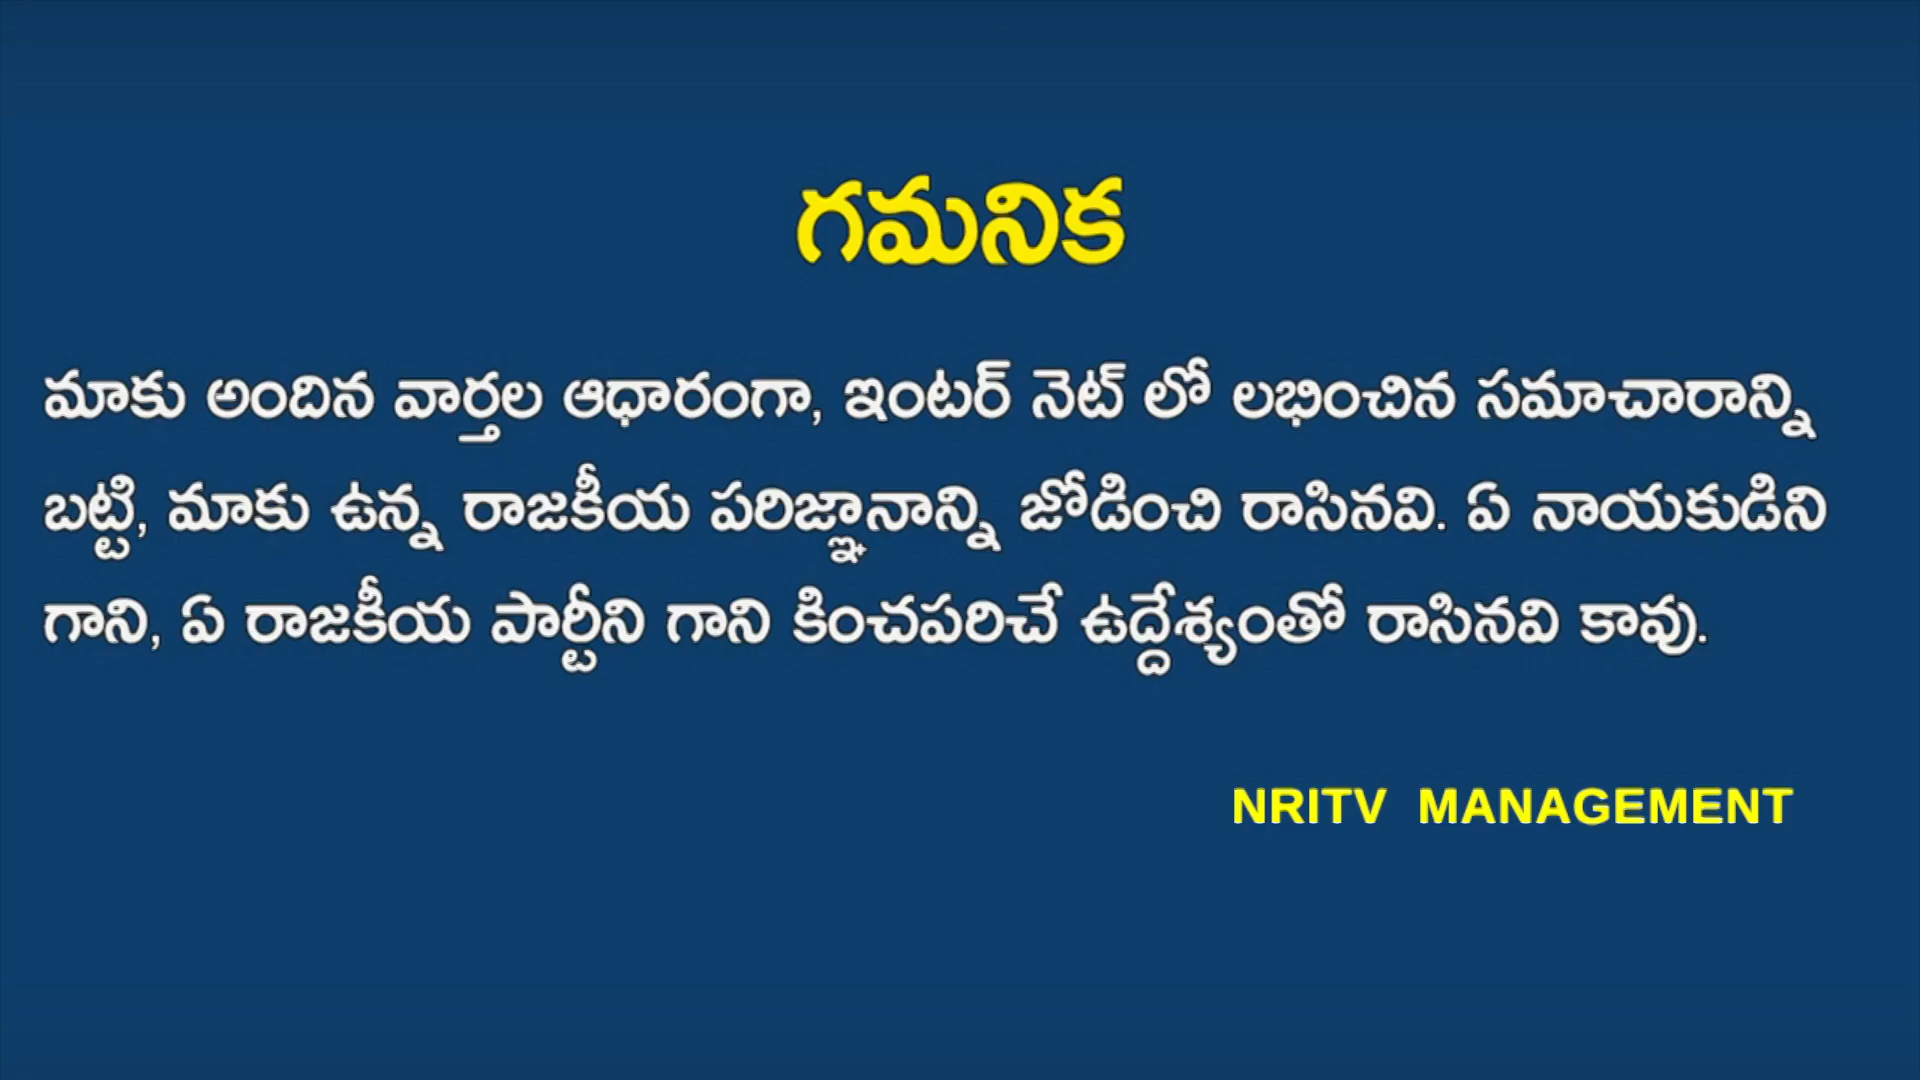 గమనిక
మాకు అందిన వార్తల ఆధారంగా, ఇంటర్ నెట్ లో లభించిన సమాచారాన్ని
బట్టి, మాకు ఉన్న రాజకీయ పరిజ్ఞానాన్ని జోడించి రాసినవి. ఏ నాయకుడిని
గాని, ఏ రాజకీయ పార్టీని గాని కించపరిచే ఉద్దేశ్యంతో రాసినవి కావు.
NRITV MANAGEMENT